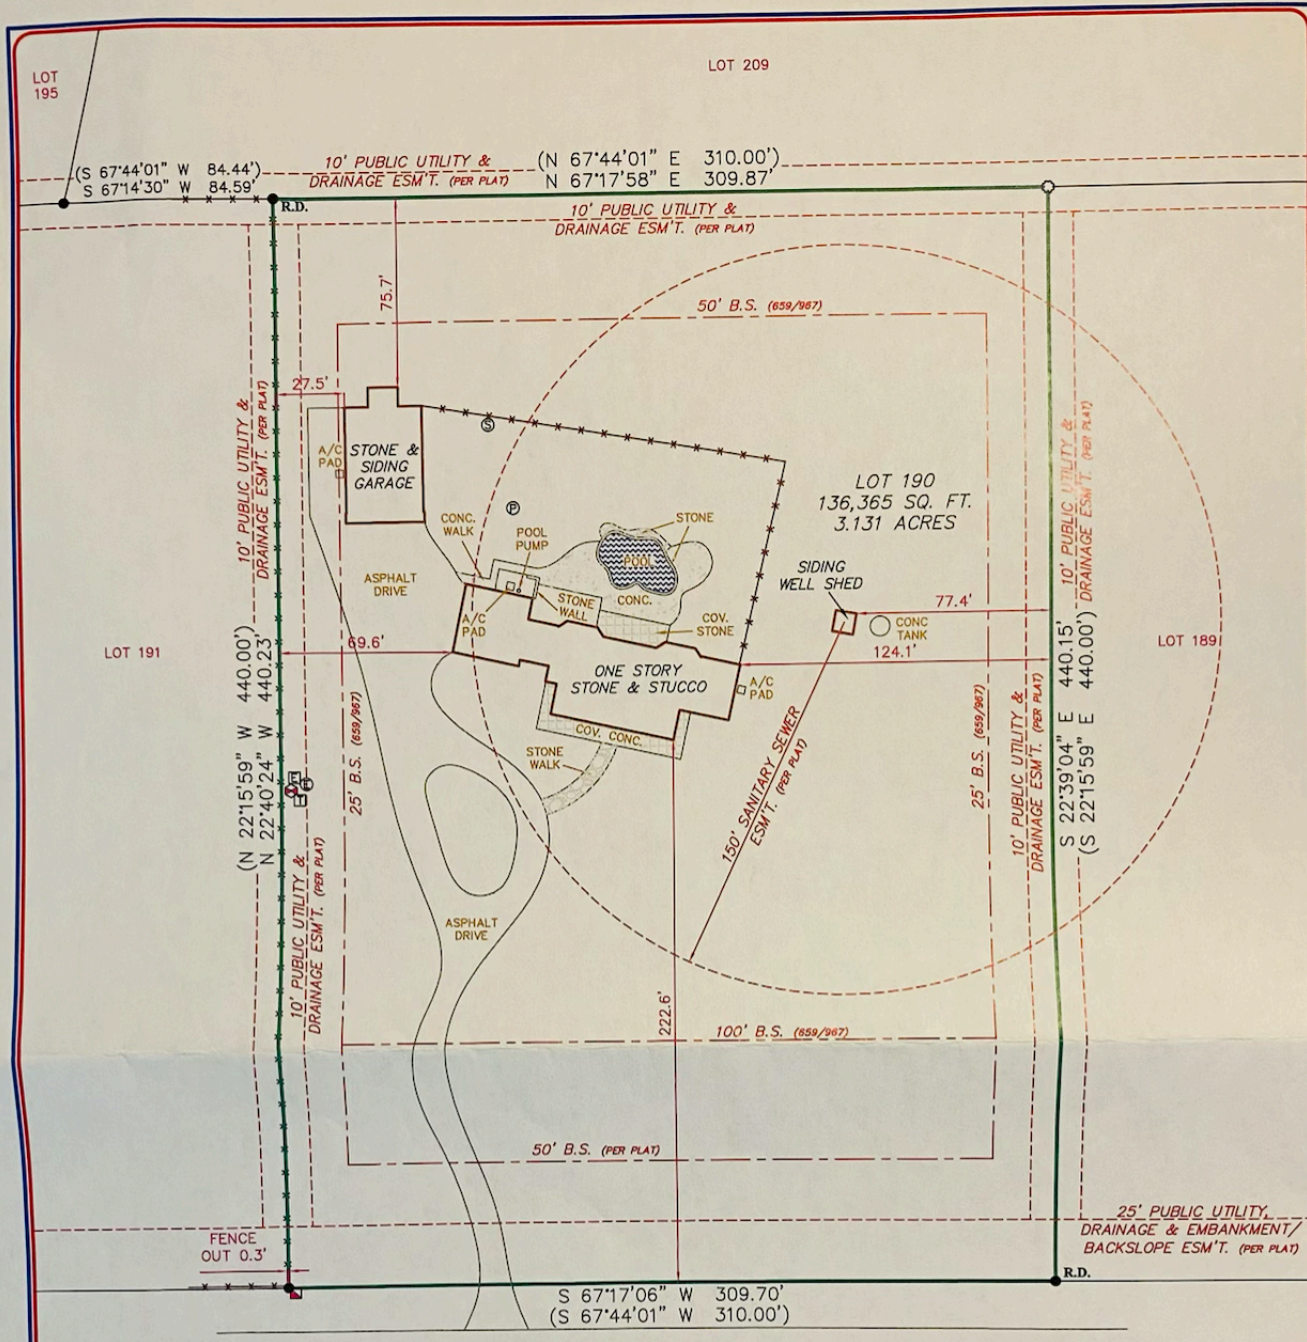 LOT 209
LOT
195
(S 67°44'01" W 84.44')
S 67°14'30" W 84.59'
10' PUBLIC UTILITY &
DRAINAGE ESM'T. (PER PLAT)
(N 67°44'01" E 310.00')
N 67°17'58" E 309.87'
R.D.
10' PUBLIC UTILITY &
DRAINAGE ESM'T. (PER PLAT)
75.7'
50' B.S. (659/967)
27.5'
10' PUBLIC UTILITY &
DRAINAGE ESM'T. (PER PLAT)
A/C
PAD
STONE &
SIDING
GARAGE
S
P
CONC.
WALK
POOL
PUMP
STONE
POOL
CONC.
LOT 190
136,365 SQ. FT.
3.131 ACRES
10' PUBLIC UTILITY &
DRAINAGE ESM'T. (PER PLAT)
SIDING
WELL SHED
ASPHALT
DRIVE
A/C
PAD
STONE
WALL
COV.
STONE
77.4'
CONC
TANK
LOT 191
69.6'
124.1'
LOT 189
ONE STORY
STONE & STUCCO
A/C
PAD
(N 22°15'59" W 440.00')
N 22°40'24" W 440.23'
25' B.S. (659/967)
COV. CONC.
STONE
WALK
150' SANITARY SEWER
ESM'T. (PER PLAT)
25' B.S. (659/967)
10' PUBLIC UTILITY &
DRAINAGE ESM'T. (PER PLAT)
S 22°39'04" E 440.15'
(S 22°15'59" E 440.00')
10' PUBLIC UTILITY &
DRAINAGE ESM'T. (PER PLAT)
ASPHALT
DRIVE
222.6'
100' B.S. (659/967)
50' B.S. (PER PLAT)
25' PUBLIC UTILITY,
DRAINAGE & EMBANKMENT/
BACKSLOPE ESM'T. (PER PLAT)
FENCE
OUT 0.3'
R.D.
S 67°17'06" W 309.70'
(S 67°44'01" W 310.00')